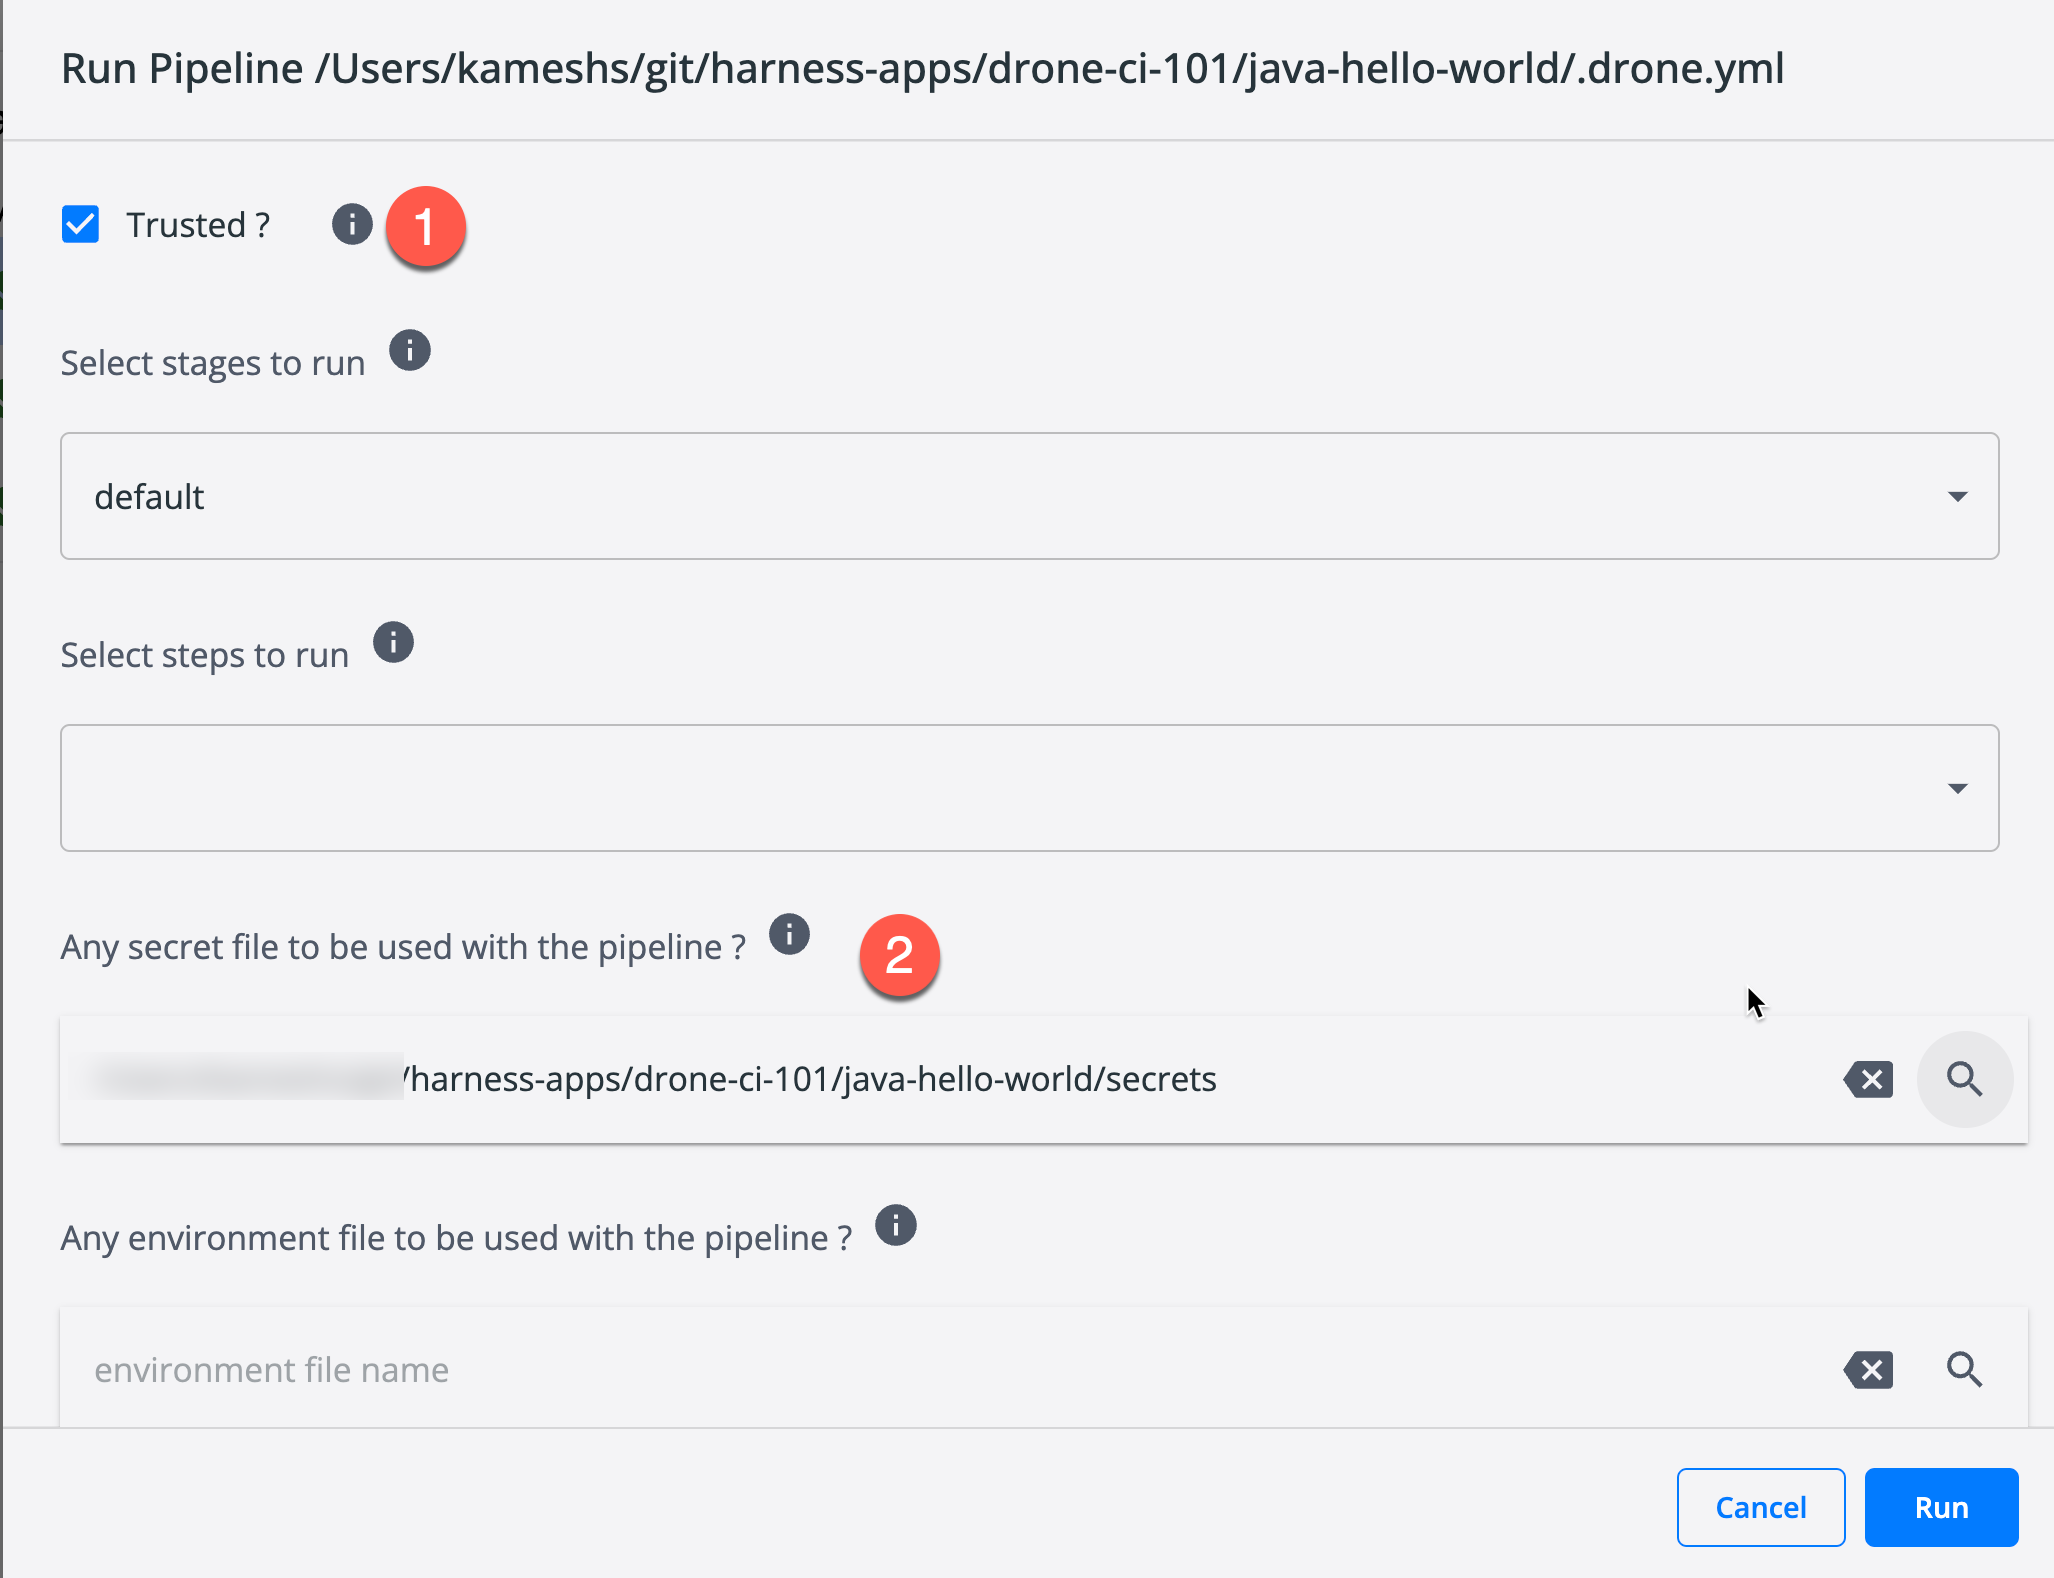 Run Pipeline /Users/kameshs/git/harness-apps/drone-ci-101/java-hello-world/.drone.yml
Trusted ? i 1
Select stages to run i
default
Select steps to run i
Any secret file to be used with the pipeline ? i 2
/harness-apps/drone-ci-101/java-hello-world/secrets
Any environment file to be used with the pipeline ? i
environment file name
Cancel Run